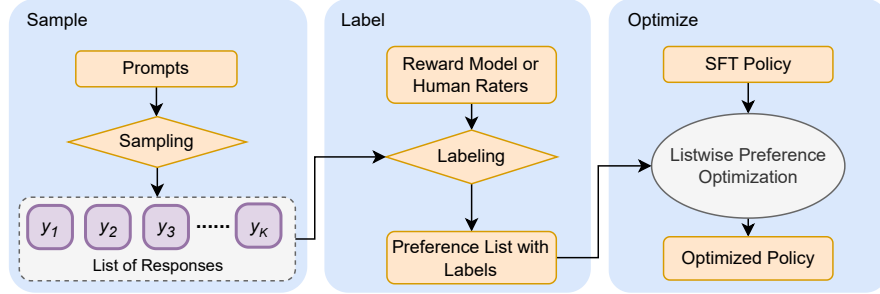 Sample
Prompts
Sampling
y1 y2 y3 ...... yK
List of Responses
Label
Reward Model or
Human Raters
Labeling
Preference List with
Labels
Optimize
SFT Policy
Listwise Preference
Optimization
Optimized Policy